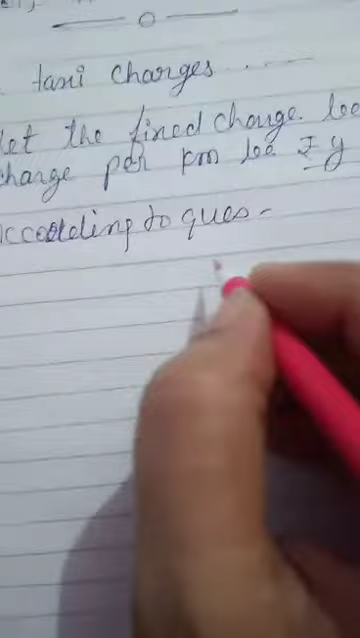 O
taxi charges ....
let the fixed charge be
charge per km be ₹ y
According to ques -